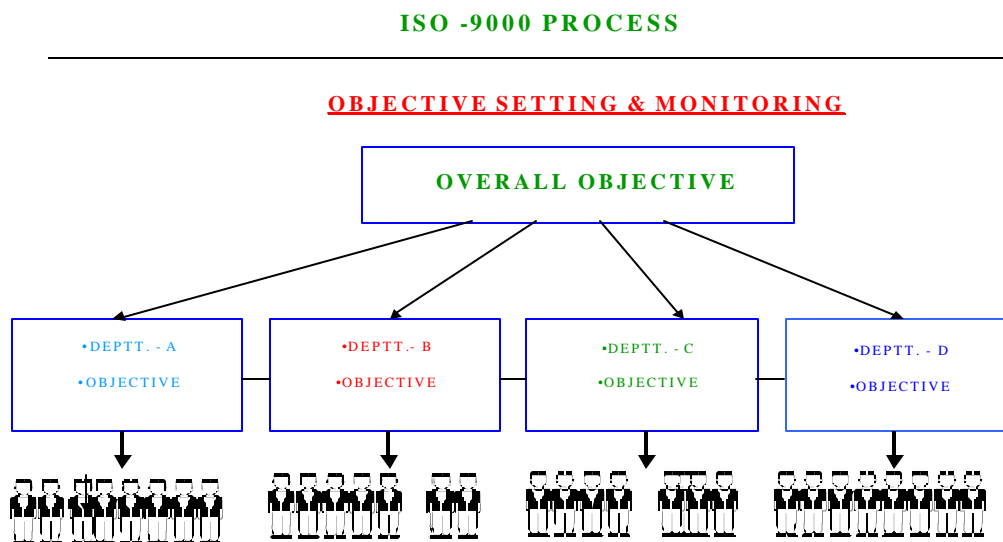 ISO -9000 PROCESS
OBJECTIVE SETTING & MONITORING
OVERALL OBJECTIVE
•DEPTT. - A
•OBJECTIVE
•DEPTT.- B
•OBJECTIVE
•DEPTT. - C
•OBJECTIVE
•DEPTT. - D
•OBJECTIVE